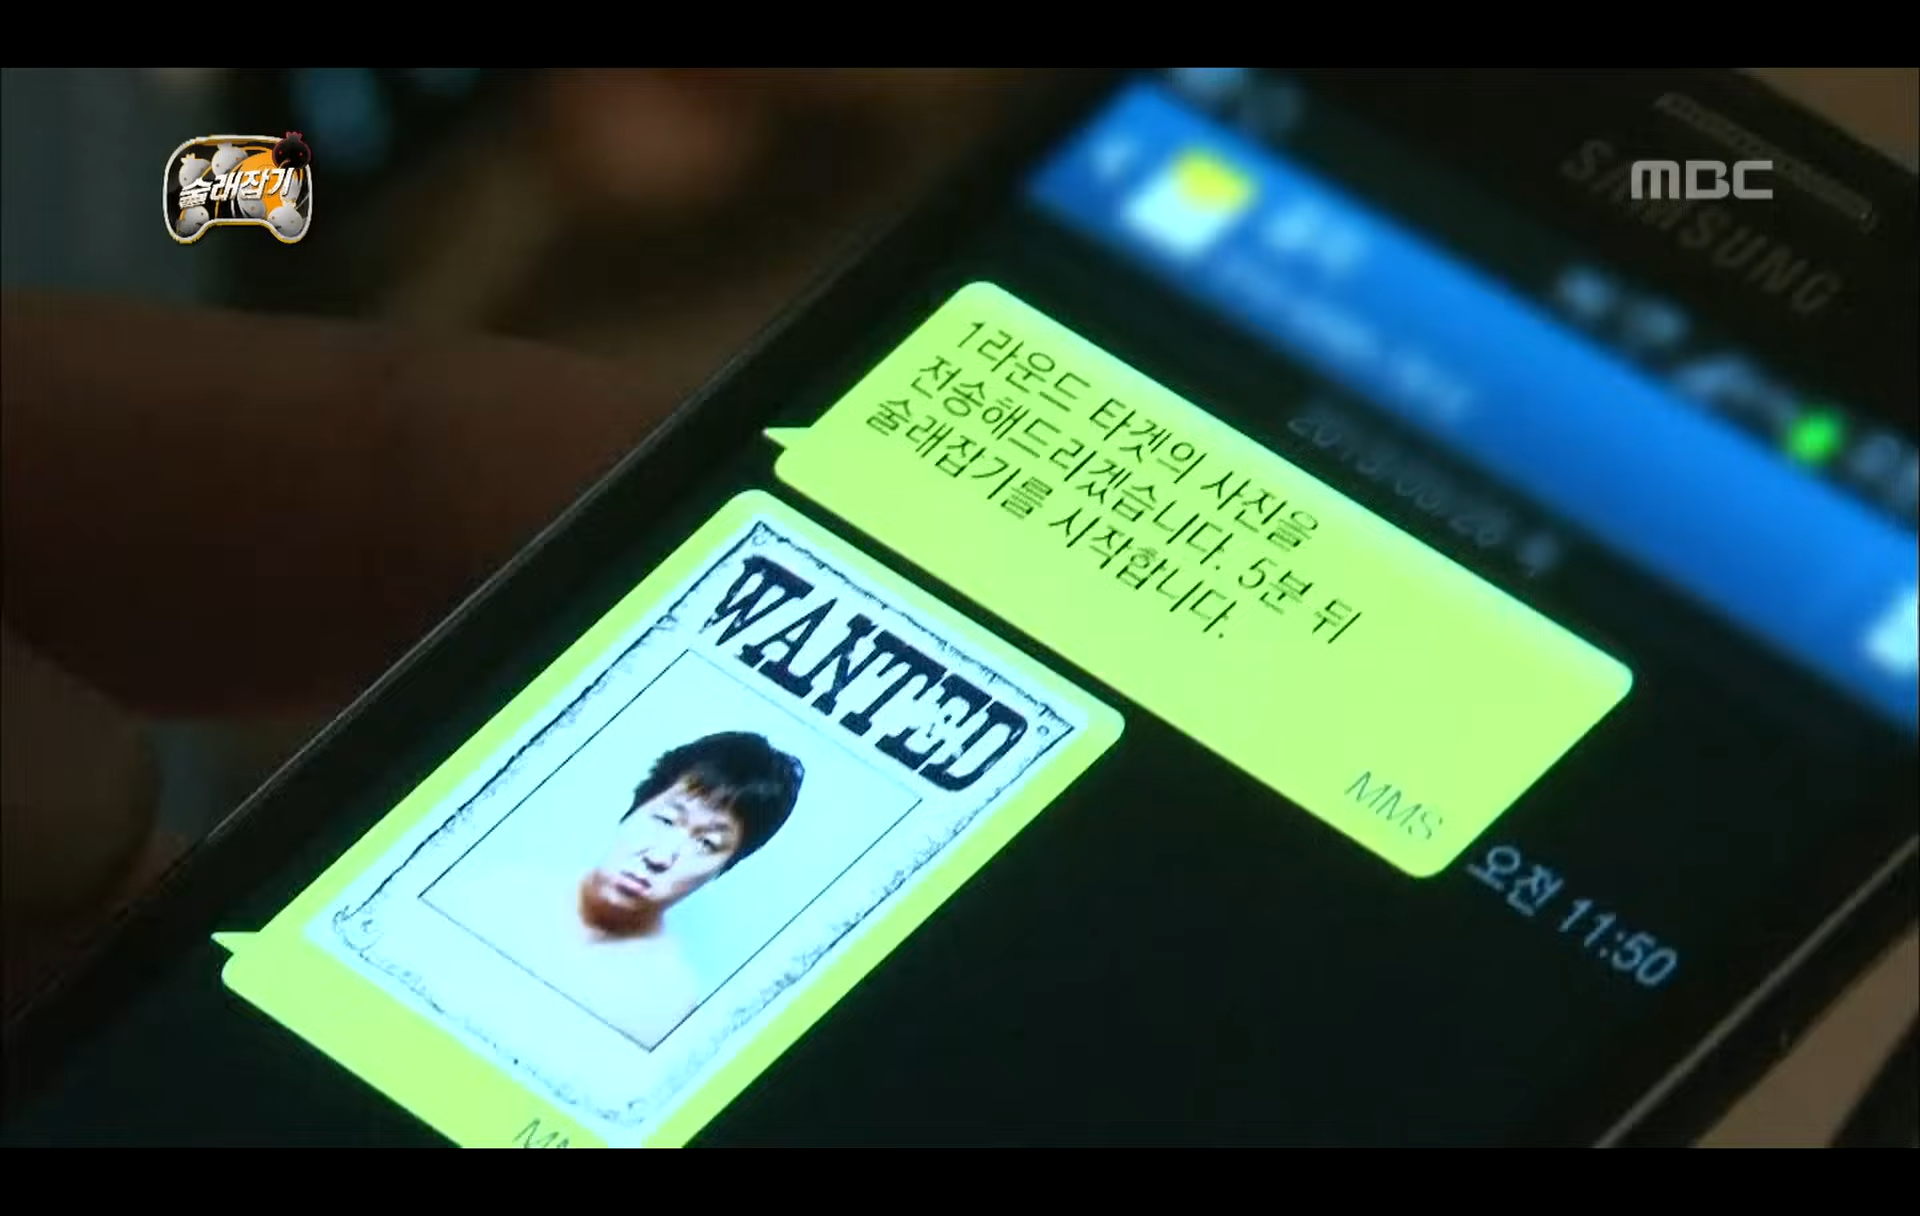 술래잡기
MBC
SAMSUNG
1라운드 타겟의 사진을
전송해드리겠습니다. 5분 뒤
술래잡기를 시작합니다.
MMS
오전 11:50
WANTED